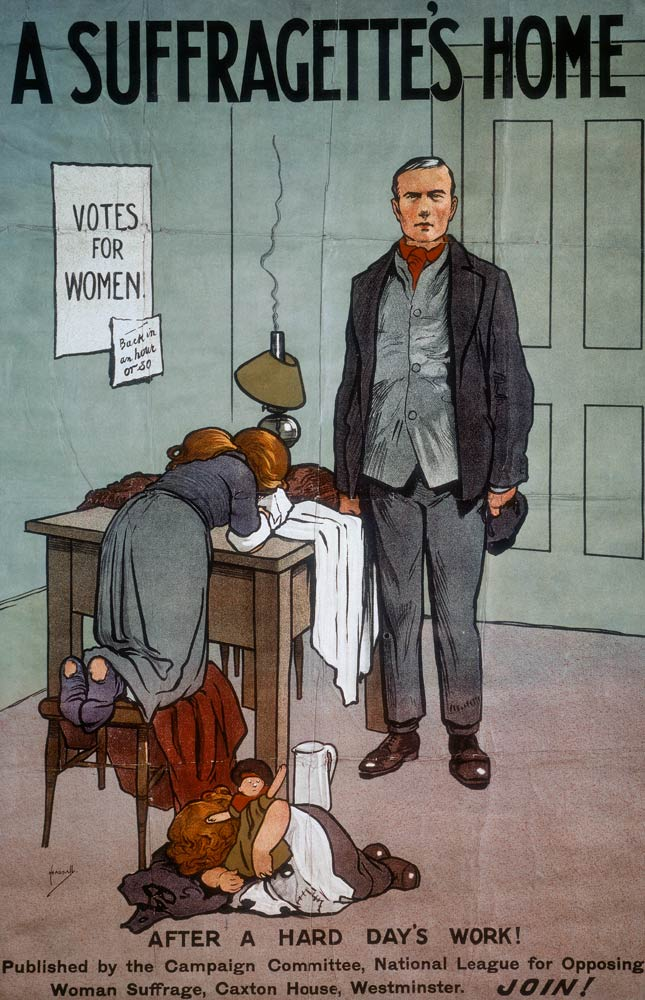 A SUFFRAGETTE'S HOME
VOTES
FOR
WOMEN.
Back in
an hour
or so
Hassall
AFTER A HARD DAY'S WORK!
Published by the Campaign Committee, National League for Opposing
Woman Suffrage, Caxton House, Westminster. JOIN!